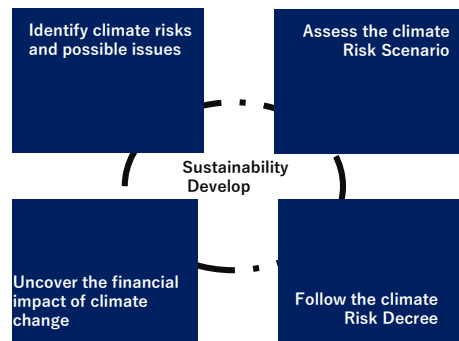 Identify climate risks
and possible issues
Assess the climate
Risk Scenario
Sustainability
Develop
Uncover the financial
impact of climate
change
Follow the climate
Risk Decree